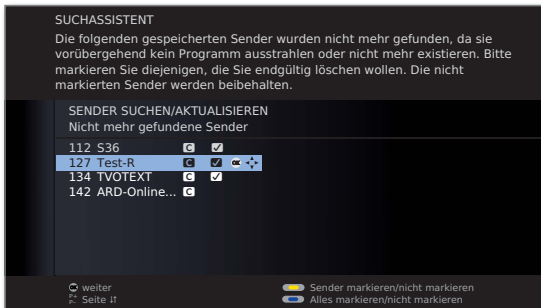 SUCHASSISTENT
Die folgenden gespeicherten Sender wurden nicht mehr gefunden, da sie
vorübergehend kein Programm ausstrahlen oder nicht mehr existieren. Bitte
markieren Sie diejenigen, die Sie endgültig löschen wollen. Die nicht
markierten Sender werden beibehalten.
SENDER SUCHEN/AKTUALISIEREN
Nicht mehr gefundene Sender
112 S36 C
127 Test-R C OK
134 TVOTEXT C
142 ARD-Online... C
OK weiter
P+ P- Seite ↓↑
Sender markieren/nicht markieren
Alles markieren/nicht markieren